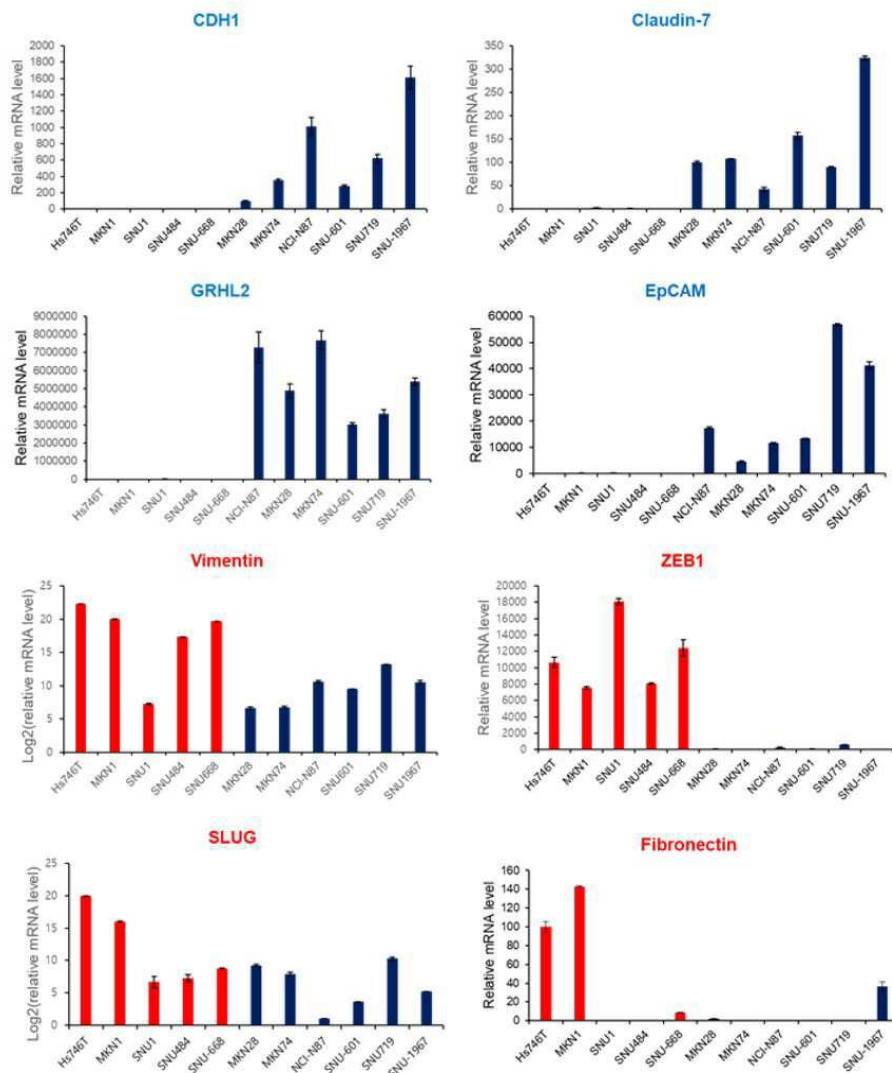 CDH1
Relative mRNA level
2000
1800
1600
1400
1200
1000
800
600
400
200
0
Hs746T
MKN1
SNU1
SNU484
SNU-668
MKN28
MKN74
NCI-N87
SNU-601
SNU719
SNU-1967
Claudin-7
Relative mRNA level
350
300
250
200
150
100
50
0
Hs746T
MKN1
SNU1
SNU484
SNU-668
MKN28
MKN74
NCI-N87
SNU-601
SNU719
SNU-1967
GRHL2
Relative mRNA level
9000000
8000000
7000000
6000000
5000000
4000000
3000000
2000000
1000000
0
Hs746T
MKN1
SNU1
SNU484
SNU-668
NCI-N87
MKN28
MKN74
SNU-601
SNU719
SNU-1967
EpCAM
Relative mRNA level
60000
50000
40000
30000
20000
10000
0
Hs746T
MKN1
SNU1
SNU484
SNU-668
NCI-N87
MKN28
MKN74
SNU-601
SNU719
SNU-1967
Vimentin
Log2(relative mRNA level)
25
20
15
10
5
0
Hs746T
MKN1
SNU1
SNU484
SNU668
MKN28
MKN74
NCI-N87
SNU601
SNU719
SNU1967
ZEB1
Relative mRNA level
20000
18000
16000
14000
12000
10000
8000
6000
4000
2000
0
Hs746T
MKN1
SNU1
SNU484
SNU-668
MKN28
MKN74
NCI-N87
SNU-601
SNU719
SNU-1967
SLUG
Log2(relative mRNA level)
25
20
15
10
5
0
Hs746T
MKN1
SNU1
SNU484
SNU-668
MKN28
MKN74
NCI-N87
SNU-601
SNU719
SNU-1967
Fibronectin
Relative mRNA level
160
140
120
100
80
60
40
20
0
Hs746T
MKN1
SNU1
SNU484
SNU-668
MKN28
MKN74
NCI-N87
SNU-601
SNU719
SNU-1967